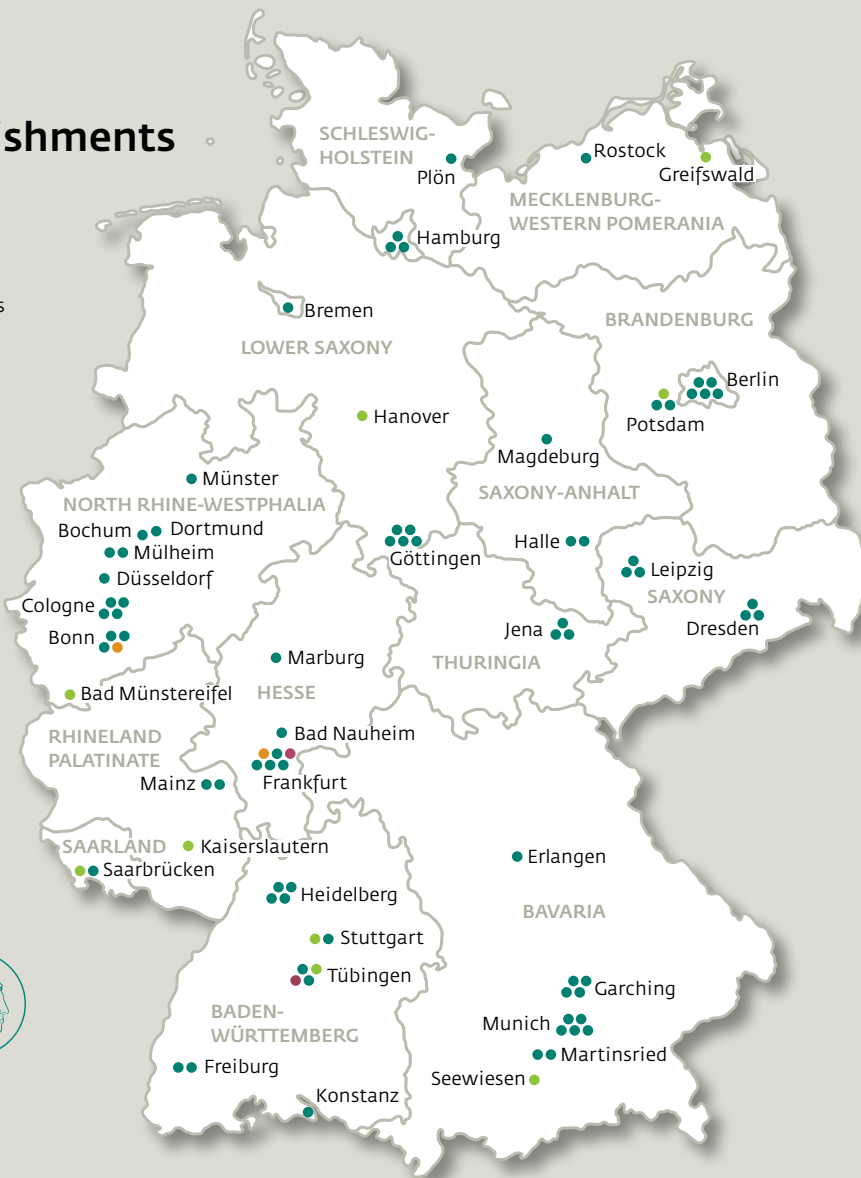 ishments
s
SCHLESWIG-
HOLSTEIN
Plön
Rostock
Greifswald
MECKLENBURG-
WESTERN POMERANIA
Hamburg
Bremen
LOWER SAXONY
BRANDENBURG
Berlin
Potsdam
Hanover
Magdeburg
SAXONY-ANHALT
Münster
NORTH RHINE-WESTPHALIA
Bochum
Dortmund
Mülheim
Düsseldorf
Cologne
Bonn
Göttingen
Halle
Leipzig
SAXONY
Dresden
Jena
THURINGIA
Marburg
HESSE
Bad Münstereifel
RHINELAND
PALATINATE
Bad Nauheim
Frankfurt
Mainz
SAARLAND
Kaiserslautern
Saarbrücken
Erlangen
Heidelberg
BAVARIA
Stuttgart
Tübingen
Garching
BADEN-
WÜRTTEMBERG
Munich
Martinsried
Freiburg
Seewiesen
Konstanz